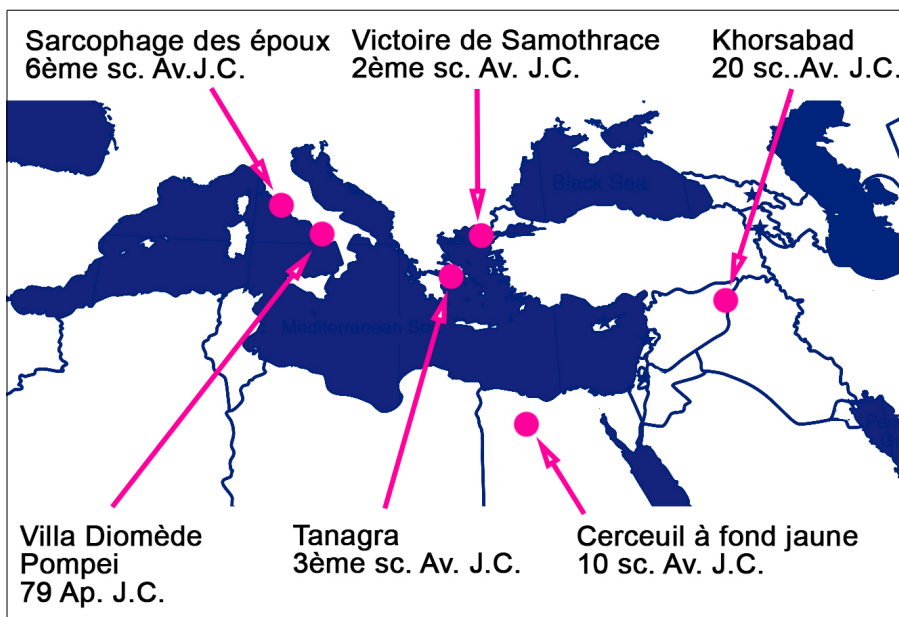 Sarcophage des époux
6ème sc. Av.J.C.
Victoire de Samothrace
2ème sc. Av. J.C.
Khorsabad
20 sc..Av. J.C.
Black Sea
Mediterranean Sea
Villa Diomède
Pompei
79 Ap. J.C.
Tanagra
3ème sc. Av. J.C.
Cerceuil à fond jaune
10 sc. Av. J.C.